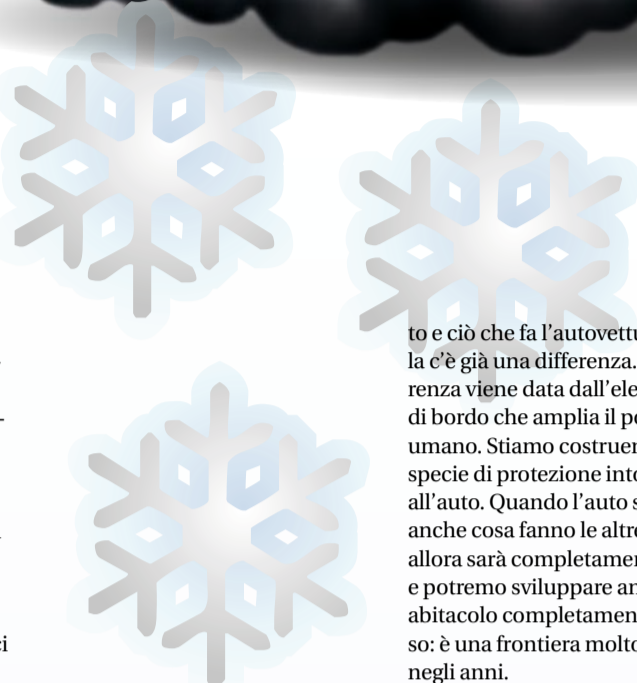 ci
to e ciò che fa l'autovettu
la c'è già una differenza.
renza viene data dall'ele
di bordo che amplia il po
umano. Stiamo costruen
specie di protezione into
all'auto. Quando l'auto s
anche cosa fanno le altre
allora sarà completamen
e potremo sviluppare an
abitacolo completamen
so: è una frontiera molto
negli anni.